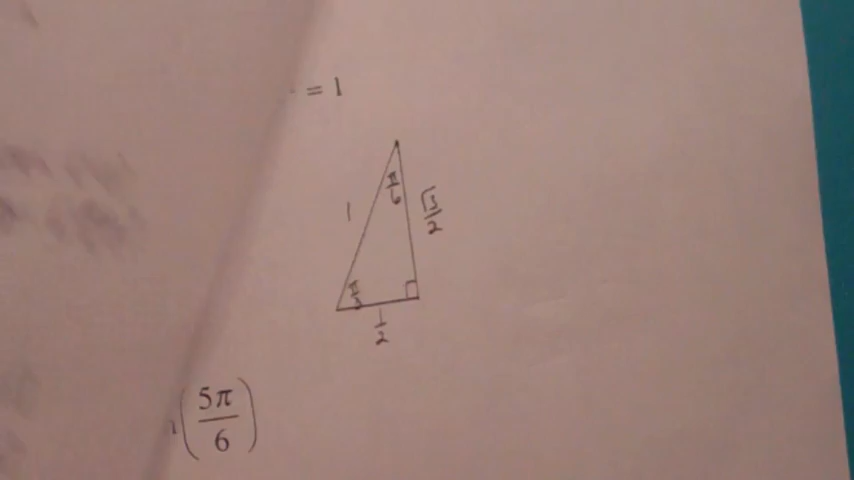 = 1
π/6
1
√3/2
π/3
1/2
(5π/6)